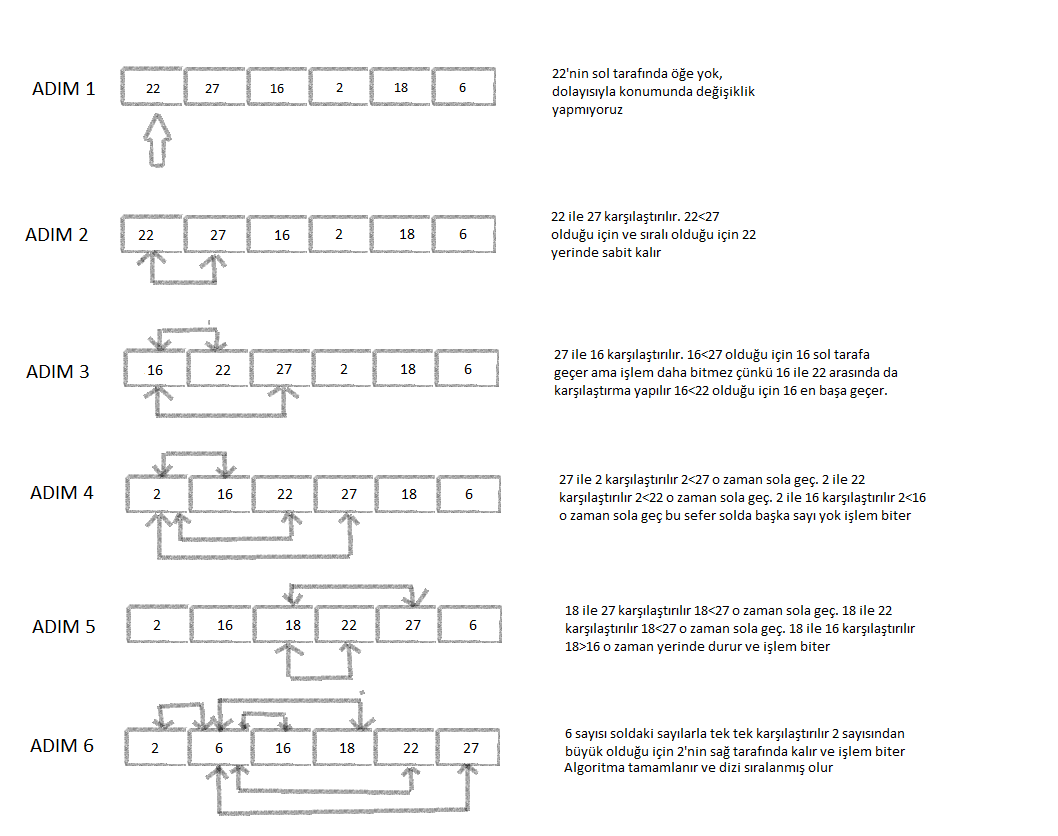 ADIM 1
22 27 16 2 18 6
22'nin sol tarafında öğe yok,
dolayısıyla konumunda değişiklik
yapmıyoruz
ADIM 2
22 27 16 2 18 6
22 ile 27 karşılaştırılır. 22<27
olduğu için ve sıralı olduğu için 22
yerinde sabit kalır
ADIM 3
16 22 27 2 18 6
27 ile 16 karşılaştırılır. 16<27 olduğu için 16 sol tarafa
geçer ama işlem daha bitmez çünkü 16 ile 22 arasında da
karşılaştırma yapılır 16<22 olduğu için 16 en başa geçer.
ADIM 4
2 16 22 27 18 6
27 ile 2 karşılaştırılır 2<27 o zaman sola geç. 2 ile 22
karşılaştırılır 2<22 o zaman sola geç. 2 ile 16 karşılaştırılır 2<16
o zaman sola geç bu sefer solda başka sayı yok işlem biter
ADIM 5
2 16 18 22 27 6
18 ile 27 karşılaştırılır 18<27 o zaman sola geç. 18 ile 22
karşılaştırılır 18<27 o zaman sola geç. 18 ile 16 karşılaştırılır
18>16 o zaman yerinde durur ve işlem biter
ADIM 6
2 6 16 18 22 27
6 sayısı soldaki sayılarla tek tek karşılaştırılır 2 sayısından
büyük olduğu için 2'nin sağ tarafında kalır ve işlem biter
Algoritma tamamlanır ve dizi sıralanmış olur